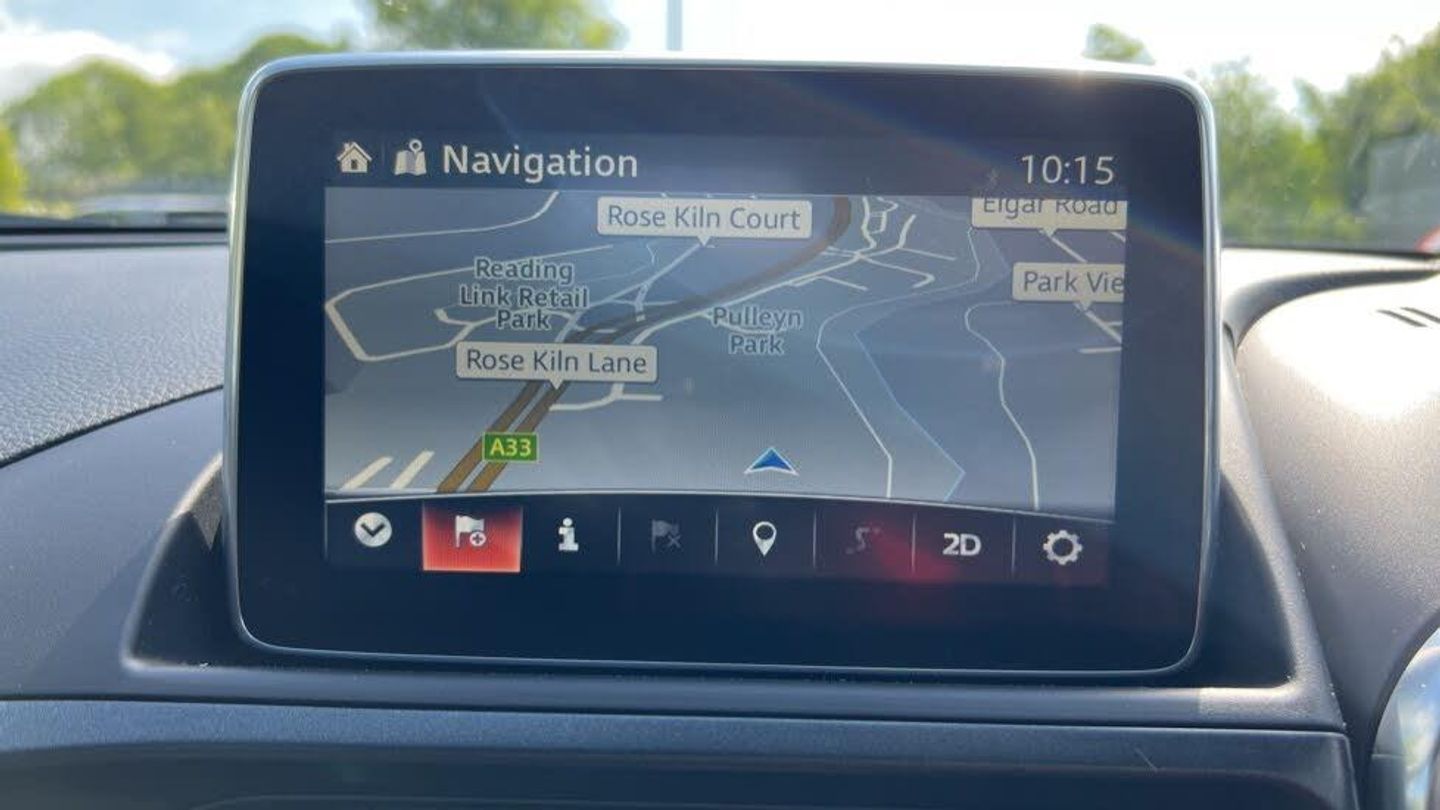 Navigation
10:15
Rose Kiln Court
Elgar Road
Reading
Link Retail
Park
Park Vie
Pulleyn
Park
Rose Kiln Lane
A33
2D